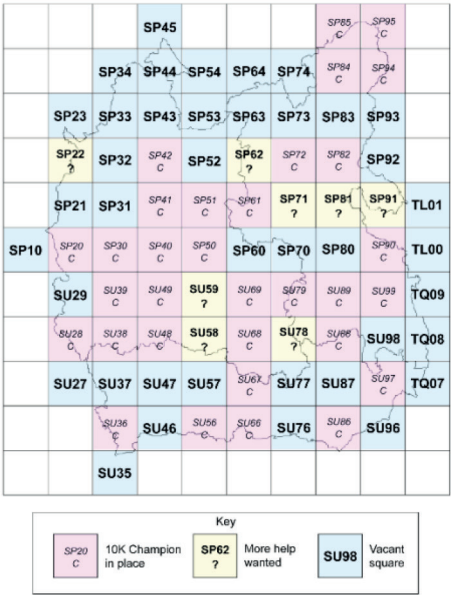 SP45 SP85 C SP95 C
SP34 SP44 SP54 SP64 SP74 SP84 C SP94 C
SP23 SP33 SP43 SP53 SP63 SP73 SP83 SP93
SP22 ? SP32 SP42 C SP52 SP62 ? SP72 C SP82 C SP92
SP21 SP31 SP41 C SP51 C SP61 C SP71 ? SP81 ? SP91 ? TL01
SP10 SP20 C SP30 C SP40 C SP50 C SP60 SP70 SP80 SP90 C TL00
SU29 SU39 C SU49 C SU59 ? SU69 C SU79 C SU89 C SU99 C TQ09
SU28 C SU38 C SU48 C SU58 ? SU68 C SU78 ? SU88 C SU98 TQ08
SU27 SU37 SU47 SU57 SU67 C SU77 SU87 SU97 C TQ07
SU36 C SU46 SU56 C SU66 C SU76 SU86 C SU96
SU35
Key
SP20 C 10K Champion in place
SP62 ? More help wanted
SU98 Vacant square